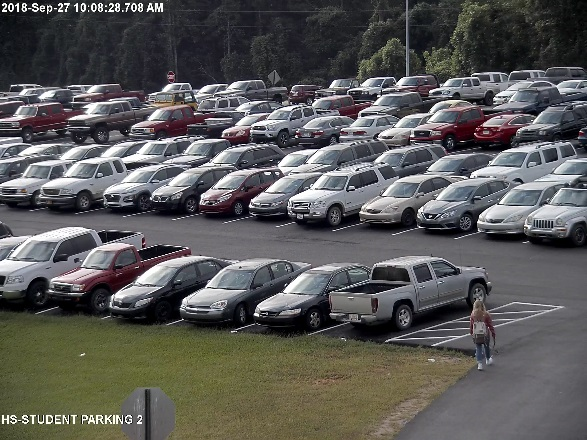 2018-Sep-27 10:08:28.708 AM
HS-STUDENT PARKING 2